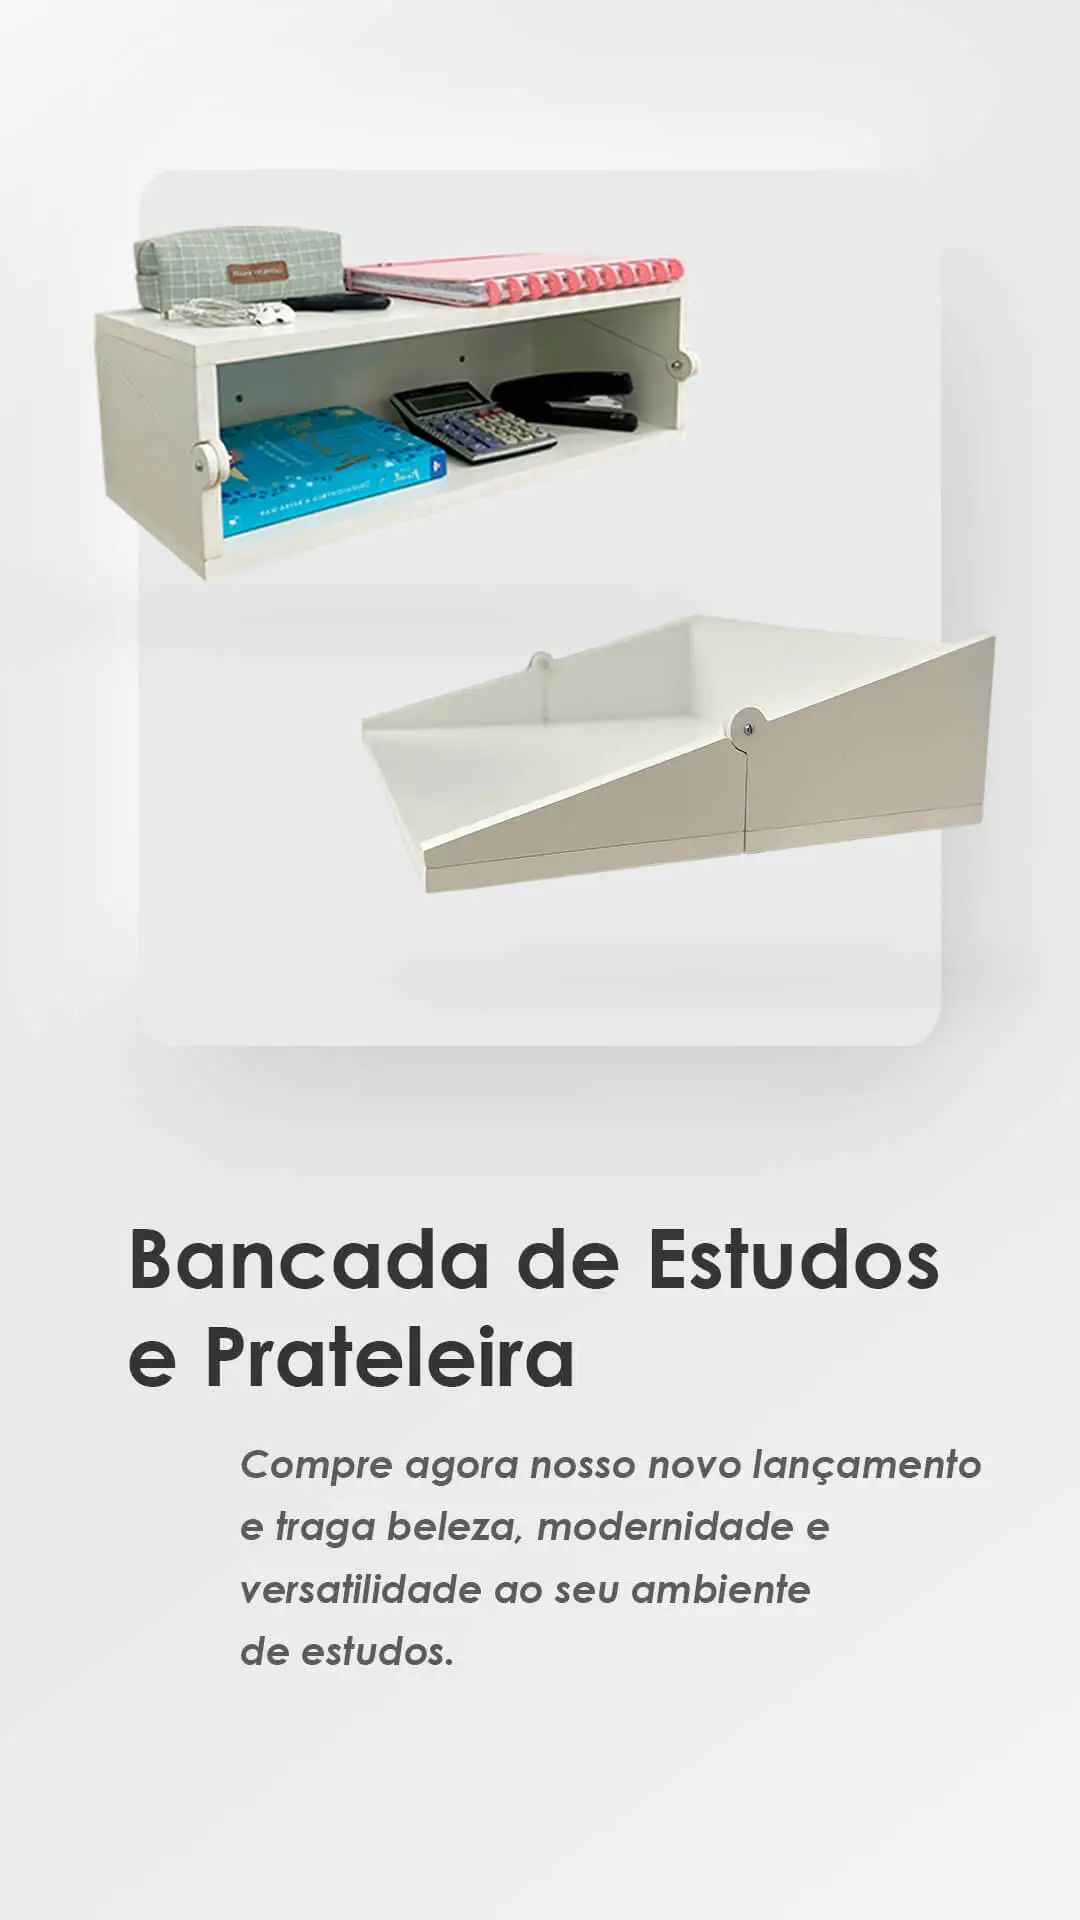 Bancada de Estudos
e Prateleira
Compre agora nosso novo lançamento
e traga beleza, modernidade e
versatilidade ao seu ambiente
de estudos.